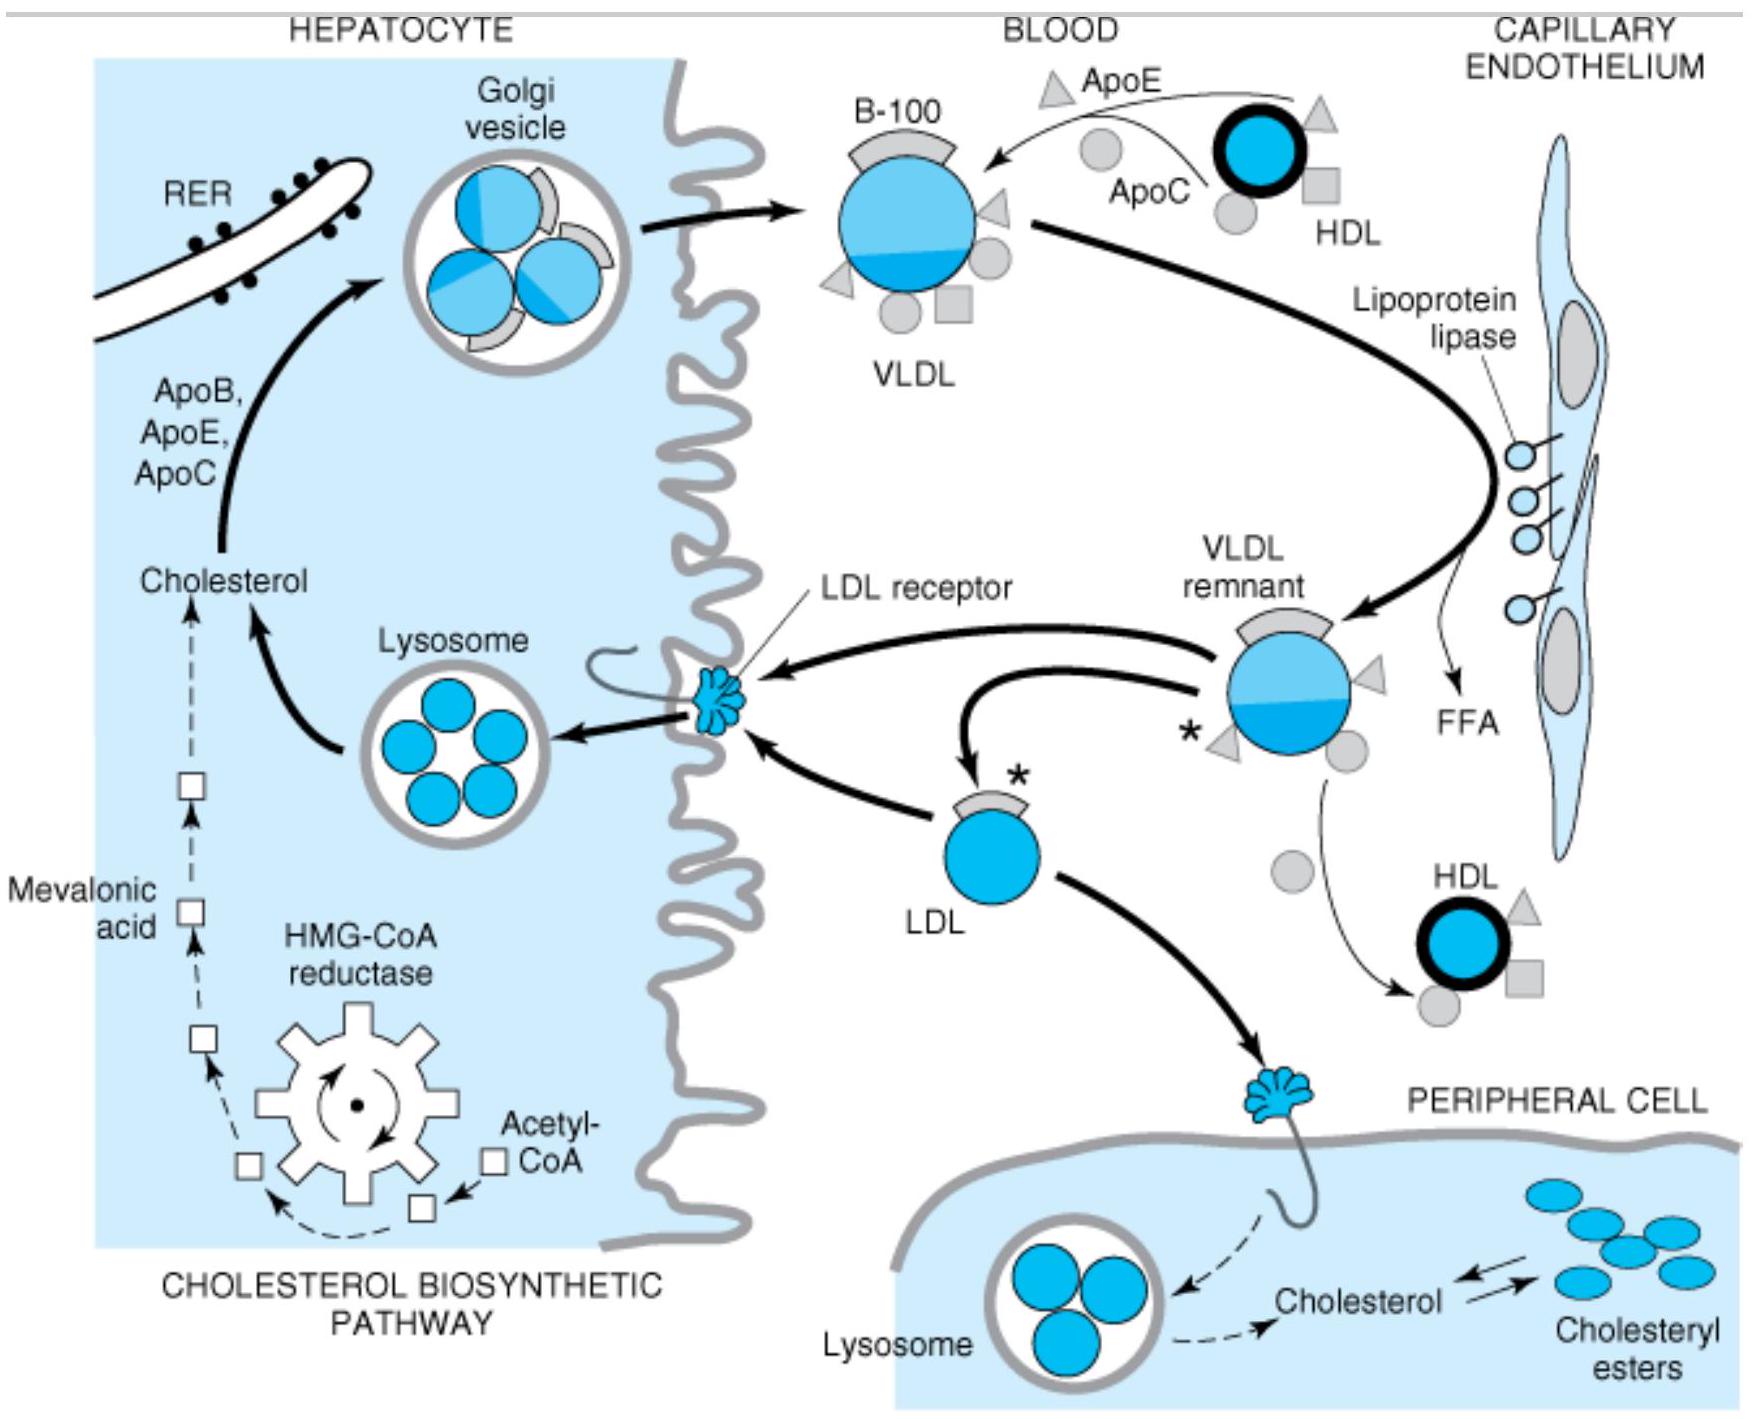 HEPATOCYTE
BLOOD
CAPILLARY
ENDOTHELIUM
Golgi
vesicle
RER
B-100
ApoE
ApoC
HDL
VLDL
Lipoprotein
lipase
ApoB,
ApoE,
ApoC
Cholesterol
Lysosome
LDL receptor
VLDL
remnant
FFA
*
*
LDL
HDL
Mevalonic
acid
HMG-CoA
reductase
Acetyl-
CoA
CHOLESTEROL BIOSYNTHETIC
PATHWAY
PERIPHERAL CELL
Lysosome
Cholesterol
Cholesteryl
esters